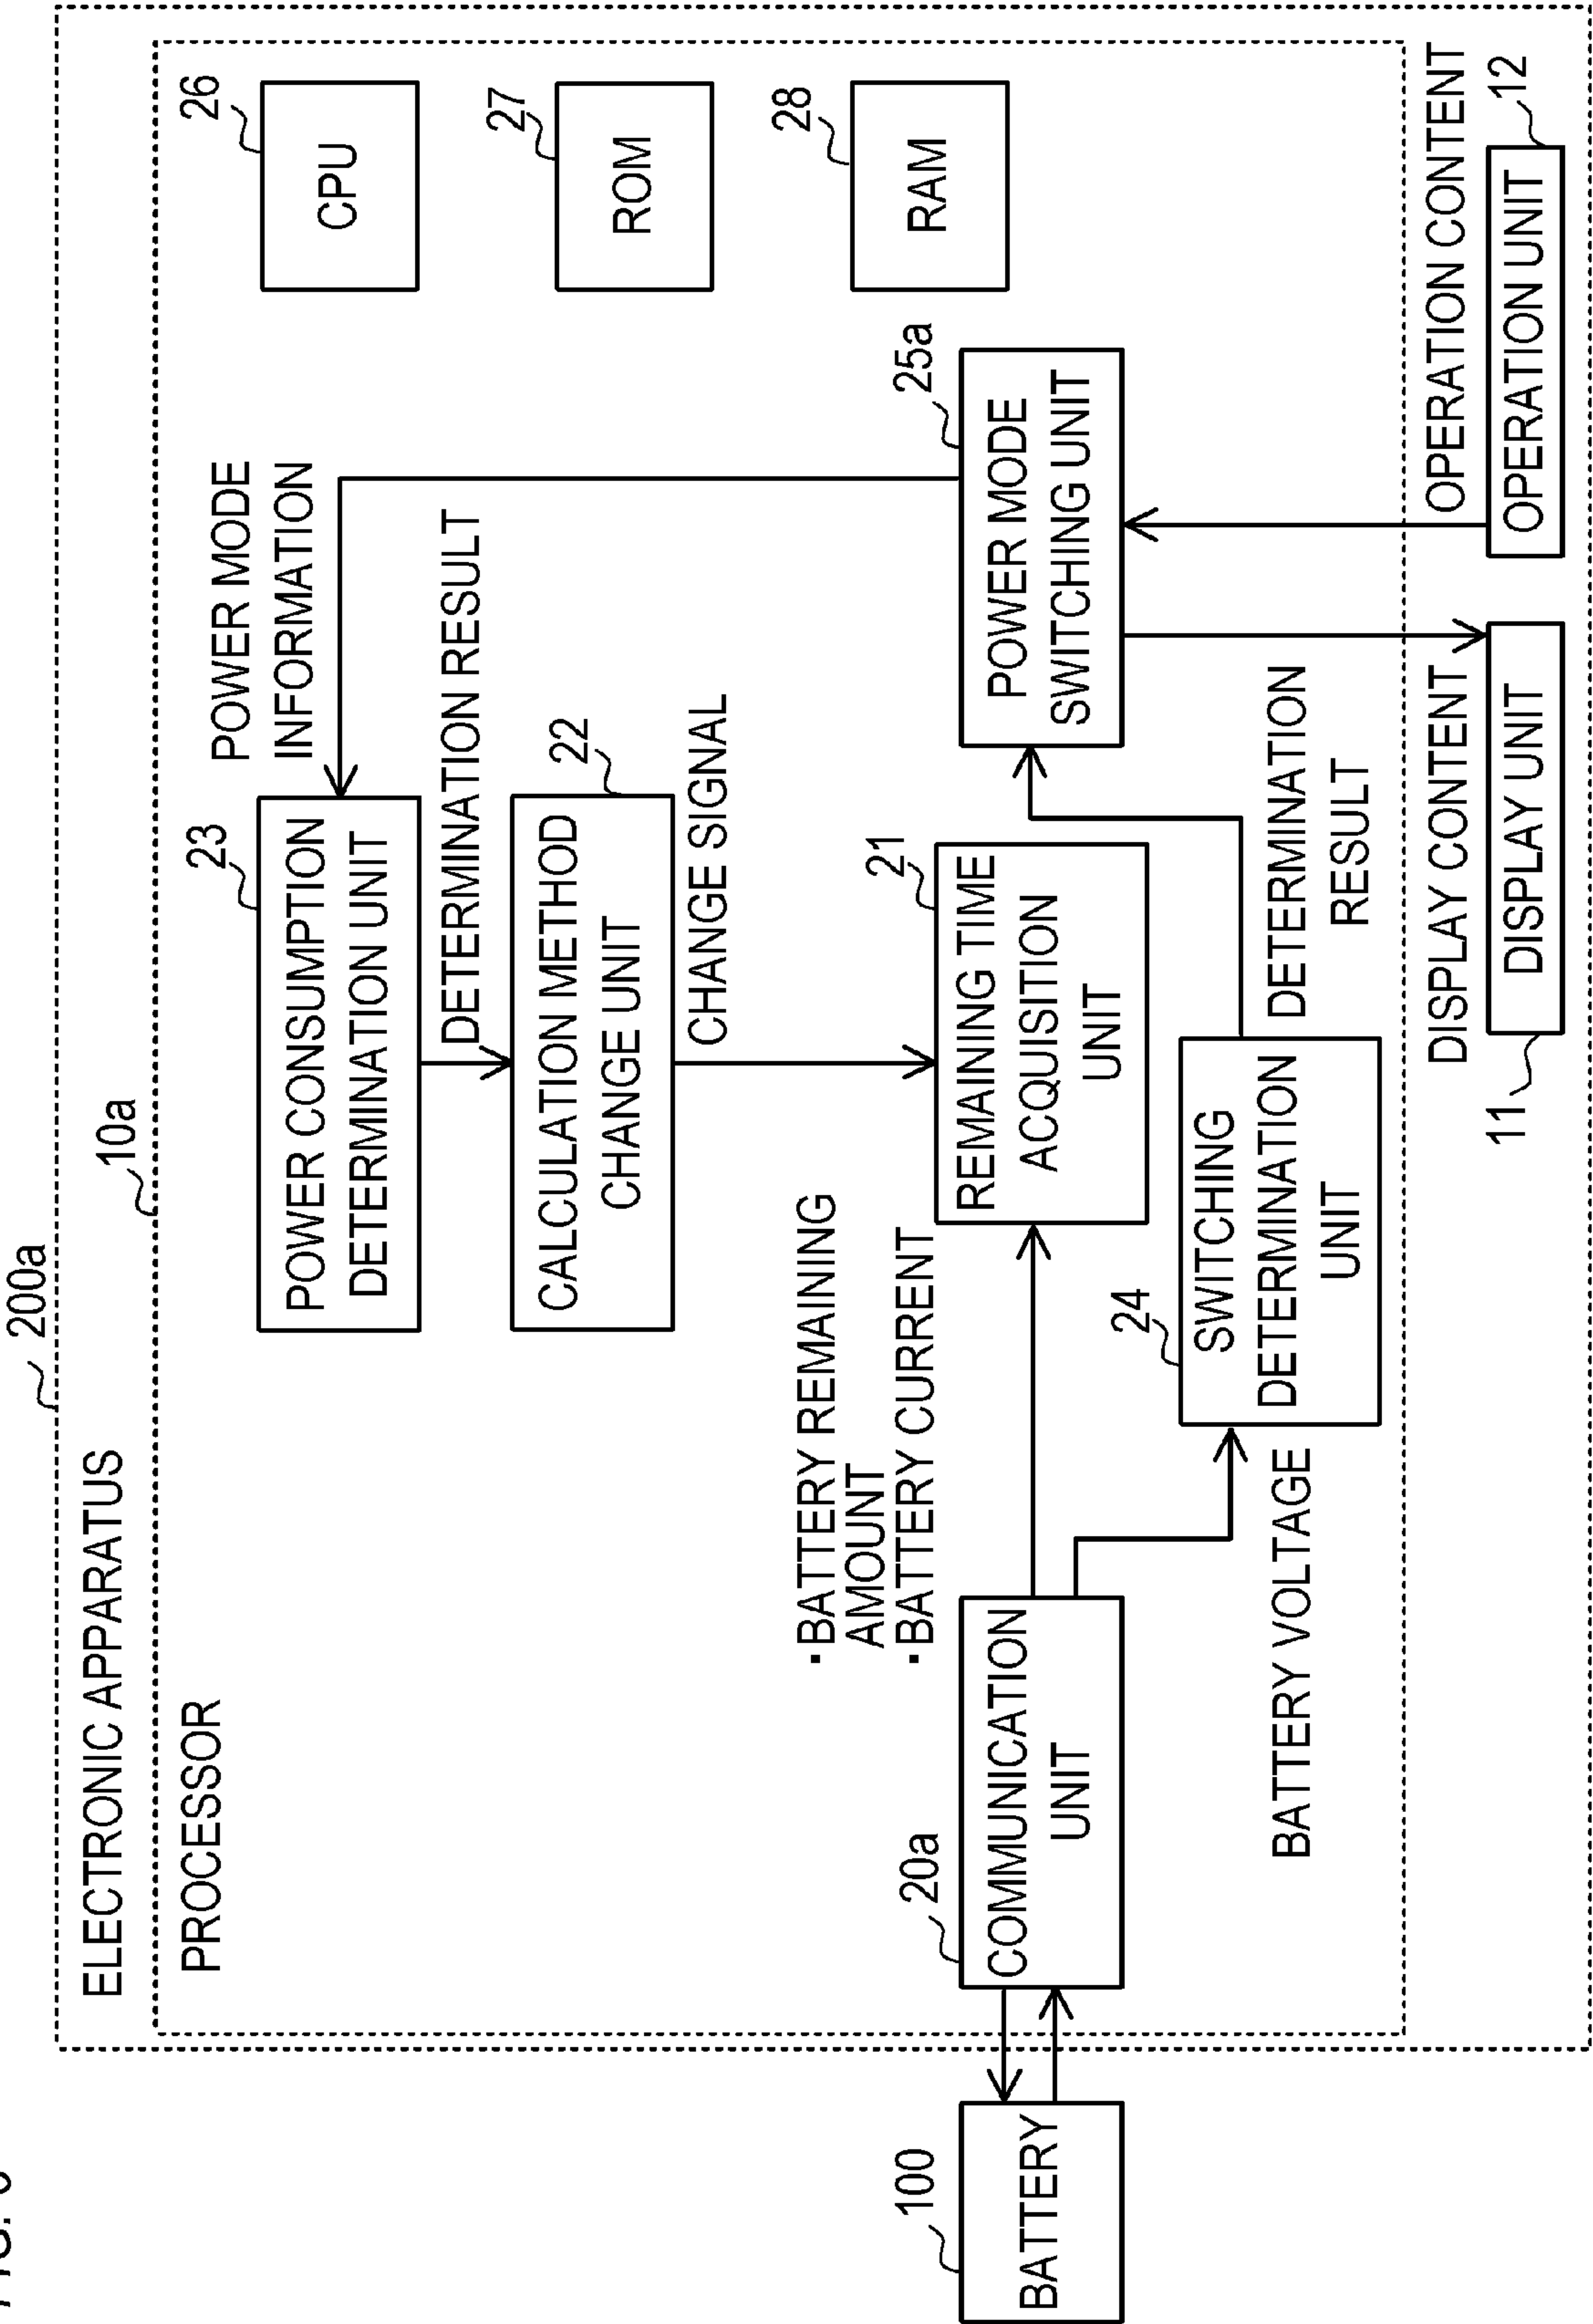 200a
ELECTRONIC APPARATUS
10a
PROCESSOR
POWER MODE
INFORMATION
26
CPU
23
POWER CONSUMPTION
DETERMINATION UNIT
DETERMINATION RESULT
27
ROM
22
CALCULATION METHOD
CHANGE UNIT
CHANGE SIGNAL
28
RAM
·BATTERY REMAINING
AMOUNT
·BATTERY CURRENT
21
REMAINING TIME
ACQUISITION
UNIT
25a
POWER MODE
SWITCHING UNIT
100
BATTERY
20a
COMMUNICATION
UNIT
24
SWITCHING
DETERMINATION
UNIT
BATTERY VOLTAGE
DETERMINATION
RESULT
DISPLAY CONTENT
OPERATION CONTENT
11
DISPLAY UNIT
12
OPERATION UNIT